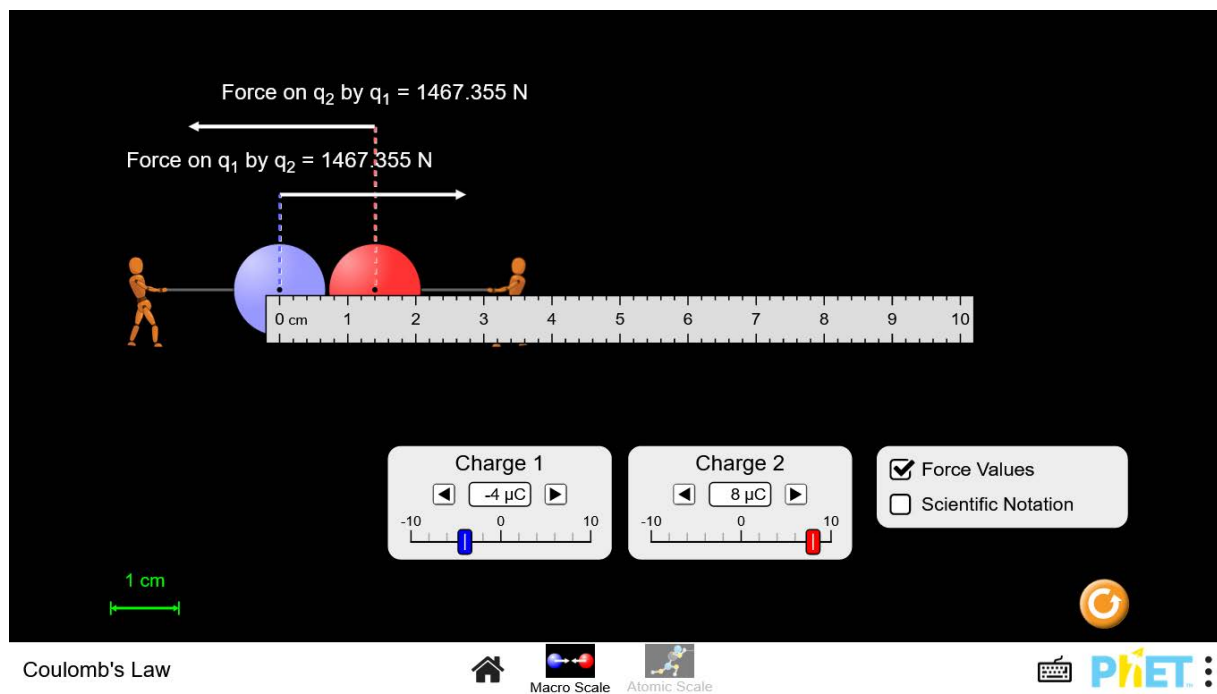 Force on q₂ by q₁ = 1467.355 N
Force on q₁ by q₂ = 1467.355 N
0 cm 1 2 3 4 5 6 7 8 9 10
Charge 1
-4 μC
-10 0 10
Charge 2
8 μC
-10 0 10
Force Values
Scientific Notation
1 cm
Coulomb's Law
Macro Scale
Atomic Scale
PhET